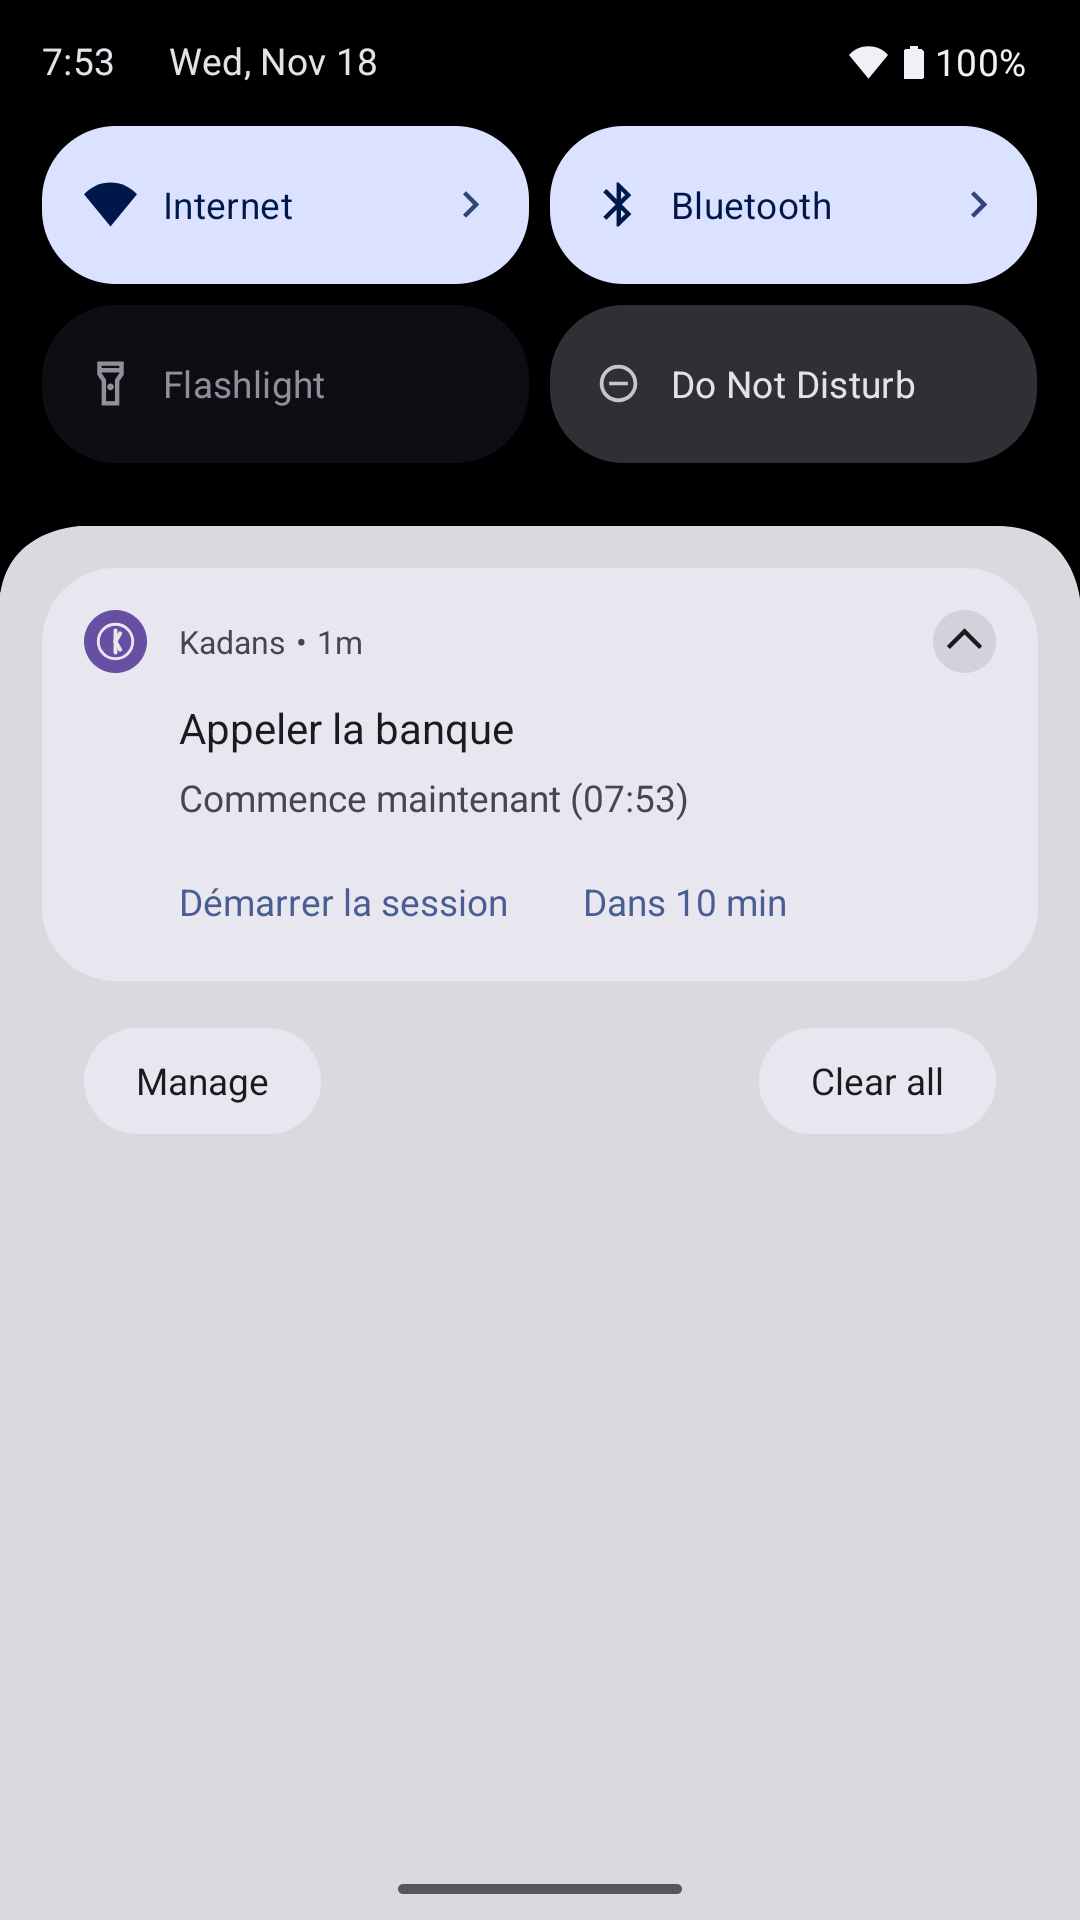 7:53 Wed, Nov 18 100%
Internet Bluetooth
Flashlight Do Not Disturb
Kadans • 1m
Appeler la banque
Commence maintenant (07:53)
Démarrer la session Dans 10 min
Manage Clear all